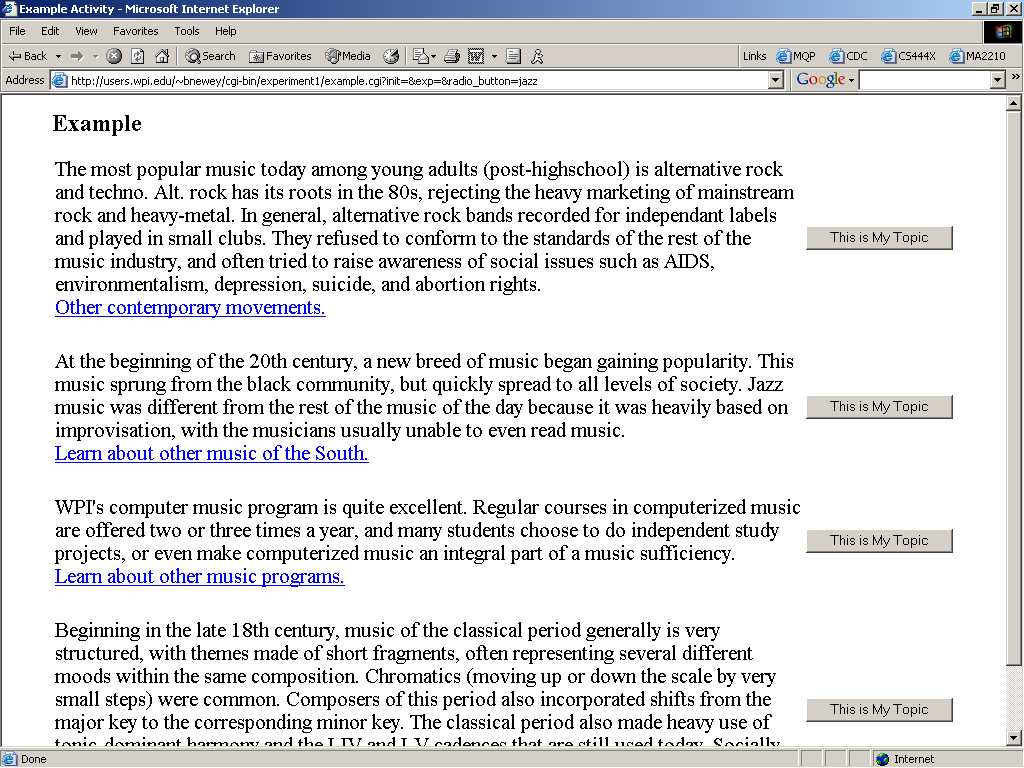 Example Activity - Microsoft Internet Explorer
File Edit View Favorites Tools Help
Back Search Favorites Media Links MQP CDC CS444X MA2210
Address http://users.wpi.edu/~bnewey/cgi-bin/experiment1/example.cgi?init=&exp=&radio_button=jazz Google »
Example
The most popular music today among young adults (post-highschool) is alternative rock
and techno. Alt. rock has its roots in the 80s, rejecting the heavy marketing of mainstream
rock and heavy-metal. In general, alternative rock bands recorded for independant labels
and played in small clubs. They refused to conform to the standards of the rest of the
music industry, and often tried to raise awareness of social issues such as AIDS,
environmentalism, depression, suicide, and abortion rights.
Other contemporary movements.
This is My Topic
At the beginning of the 20th century, a new breed of music began gaining popularity. This
music sprung from the black community, but quickly spread to all levels of society. Jazz
music was different from the rest of the music of the day because it was heavily based on
improvisation, with the musicians usually unable to even read music.
Learn about other music of the South.
This is My Topic
WPI's computer music program is quite excellent. Regular courses in computerized music
are offered two or three times a year, and many students choose to do independent study
projects, or even make computerized music an integral part of a music sufficiency.
Learn about other music programs.
This is My Topic
Beginning in the late 18th century, music of the classical period generally is very
structured, with themes made of short fragments, often representing several different
moods within the same composition. Chromatics (moving up or down the scale by very
small steps) were common. Composers of this period also incorporated shifts from the
major key to the corresponding minor key. The classical period also made heavy use of
tonic-dominant harmony and the I-IV and I-V cadences that are still used today. Socially,
This is My Topic
Done Internet